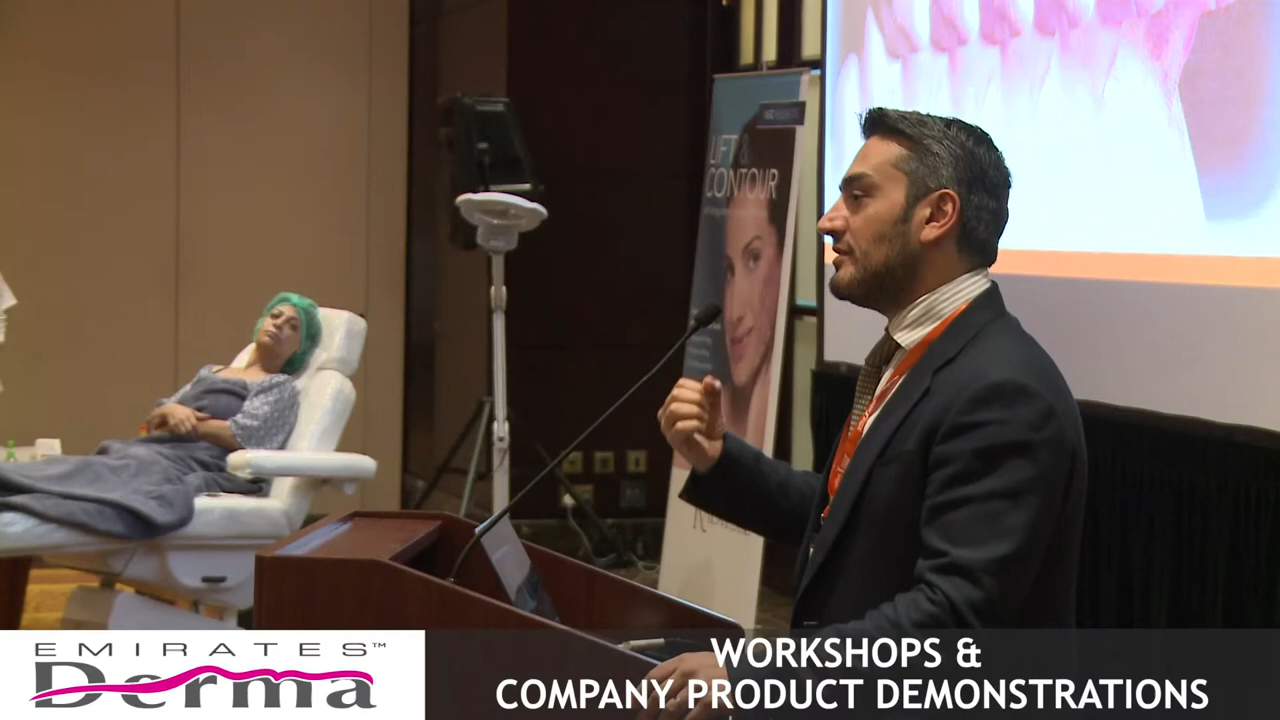 LIFT &
CONTOUR
EMIRATES™
Derma
WORKSHOPS &
COMPANY PRODUCT DEMONSTRATIONS